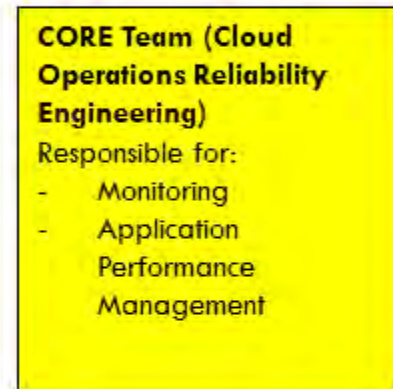 CORE Team (Cloud
Operations Reliability
Engineering)
Responsible for:
- Monitoring
- Application
Performance
Management